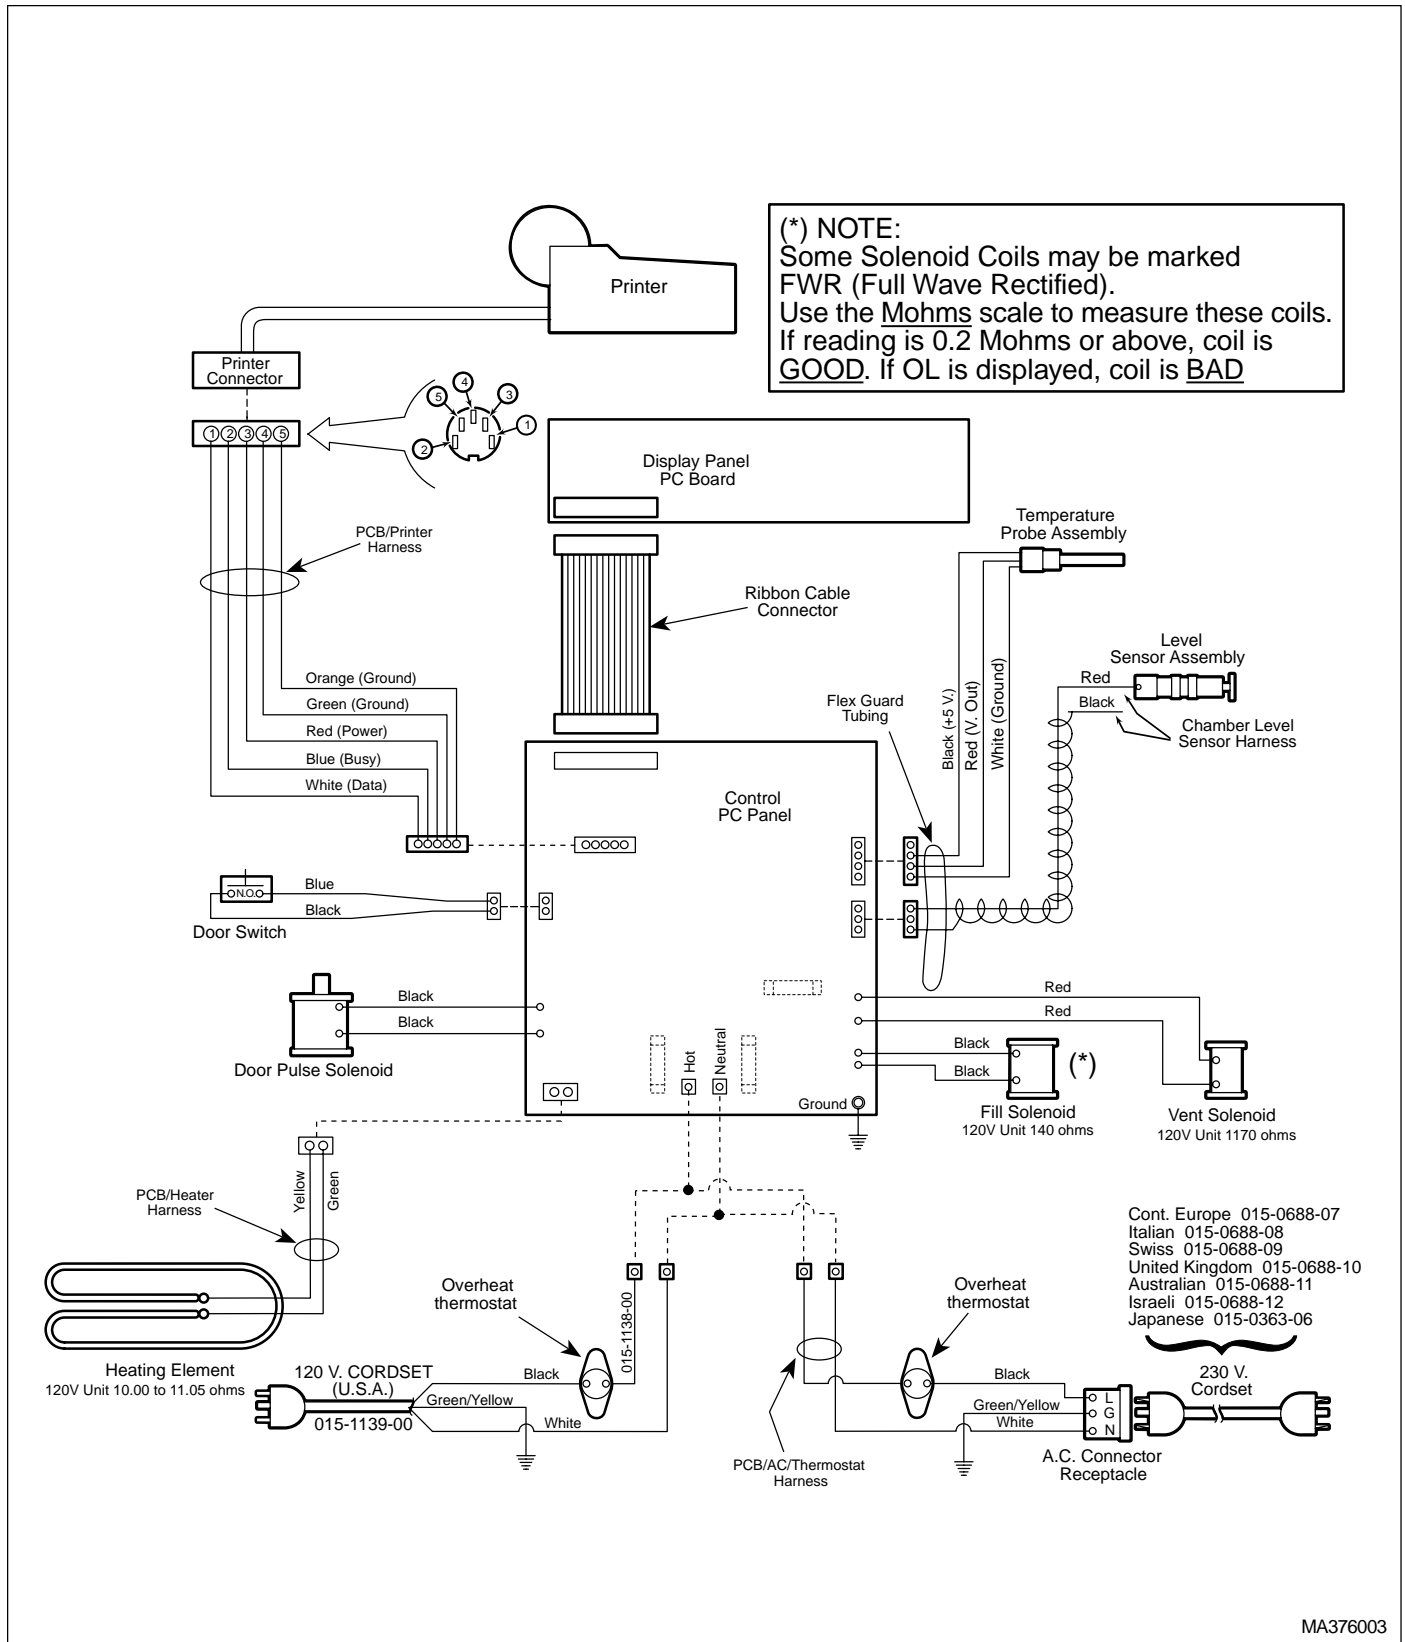 (*) NOTE:
Some Solenoid Coils may be marked
FWR (Full Wave Rectified).
Use the Mohms scale to measure these coils.
If reading is 0.2 Mohms or above, coil is
GOOD. If OL is displayed, coil is BAD
Printer
Printer
Connector
1 2 3 4 5
4
5
3
1
2
Display Panel
PC Board
PCB/Printer
Harness
Temperature
Probe Assembly
Ribbon Cable
Connector
Level
Sensor Assembly
Red
Black
Chamber Level
Sensor Harness
Flex Guard
Tubing
Black (+5 V.)
Red (V. Out)
White (Ground)
Orange (Ground)
Green (Ground)
Red (Power)
Blue (Busy)
White (Data)
Control
PC Panel
N.O.
Blue
Black
Door Switch
Black
Black
Door Pulse Solenoid
Hot
Neutral
Ground
Red
Red
Black
Black
(*)
Fill Solenoid
120V Unit 140 ohms
Vent Solenoid
120V Unit 1170 ohms
Yellow
Green
PCB/Heater
Harness
Heating Element
120V Unit 10.00 to 11.05 ohms
Overheat
thermostat
015-1138-00
120 V. CORDSET
(U.S.A.)
015-1139-00
Black
Green/Yellow
White
Overheat
thermostat
PCB/AC/Thermostat
Harness
Black
Green/Yellow
White
L
G
N
A.C. Connector
Receptacle
Cont. Europe 015-0688-07
Italian 015-0688-08
Swiss 015-0688-09
United Kingdom 015-0688-10
Australian 015-0688-11
Israeli 015-0688-12
Japanese 015-0363-06
230 V.
Cordset
MA376003